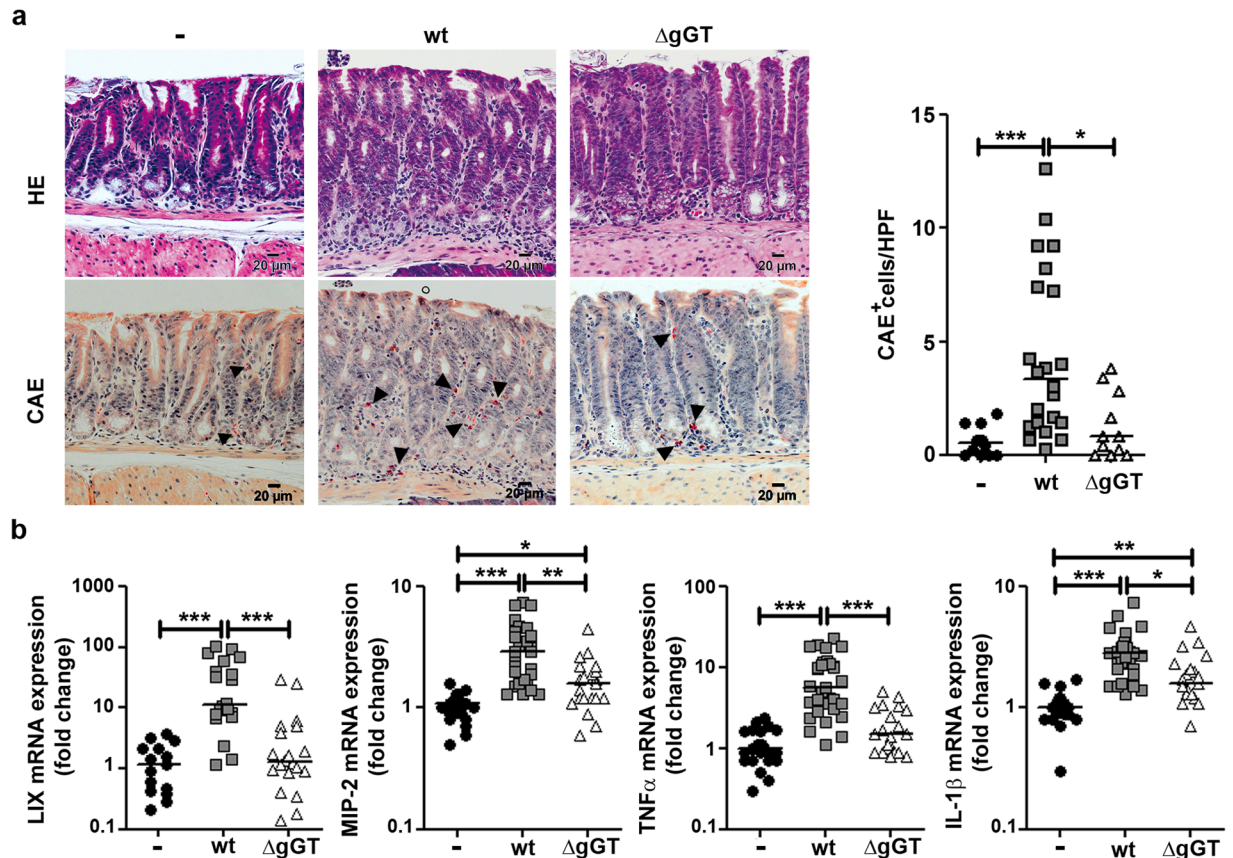 a
-
wt
ΔgGT
HE
20 µm
20 µm
20 µm
CAE
20 µm
20 µm
20 µm
CAE+cells/HPF
15
10
5
0
***
*
-
wt
ΔgGT
b
LIX mRNA expression
(fold change)
1000
100
10
1
0.1
***
***
-
wt
ΔgGT
MIP-2 mRNA expression
(fold change)
10
1
0.1
*
***
**
-
wt
ΔgGT
TNFα mRNA expression
(fold change)
100
10
1
0.1
***
***
-
wt
ΔgGT
IL-1β mRNA expression
(fold change)
10
1
0.1
**
***
*
-
wt
ΔgGT